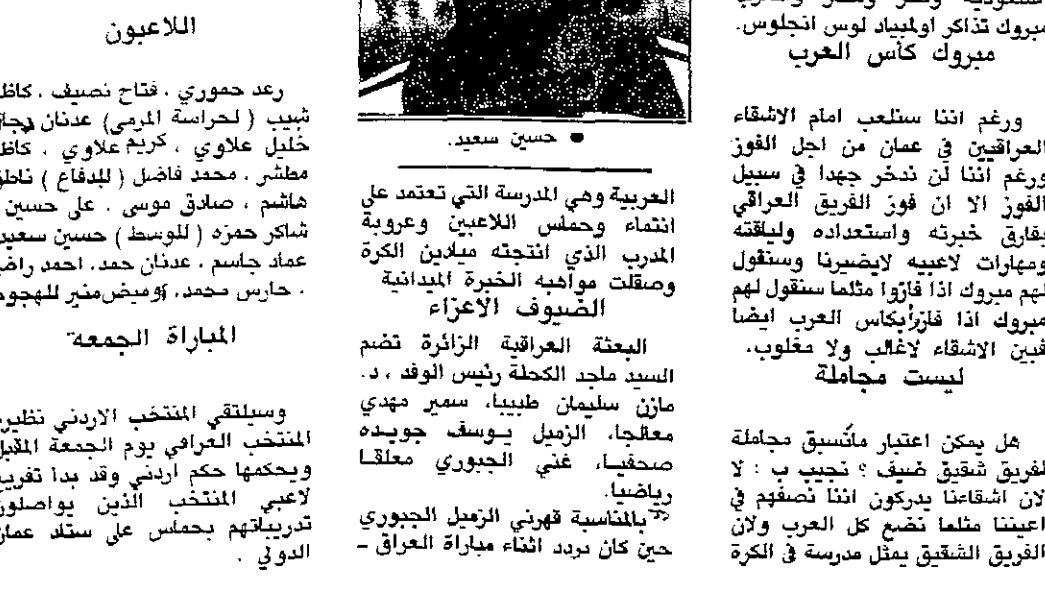 السعودية وقطر ومصر والمغرب
مبروك تذاكر اولمبياد لوس انجلوس.
مبروك كأس العرب
ورغم اننا سنلعب امام الاشقاء
العراقيين في عمان من اجل الفوز
ورغم اننا لن ندخر جهدا في سبيل
الفوز الا ان فوز الفريق العراقي
بفارق خبرته واستعداده ولياقته
ومهارات لاعبيه لايضيرنا وسنقول
لهم مبروك اذا فازوا مثلما سنقول لهم
مبروك اذا فازوا بكاس العرب ايضا
فبين الاشقاء لاغالب ولا مغلوب.
ليست مجاملة
هل يمكن اعتبار ماسبق مجاملة
لفريق شقيق ضيف ؟ نجيب ب : لا
لان اشقاءنا يدركون اننا نصفهم في
اعيننا مثلما نضع كل العرب ولان
الفريق الشقيق يمثل مدرسة في الكرة
● حسين سعيد.
العربية وهي المدرسة التي تعتمد على
انتماء وحماس اللاعبين وعروبة
المدرب الذي انتجته ميادين الكرة
وصقلت مواهبه الخبرة الميدانية
الضيوف الاعزاء
البعثة العراقية الزائرة تضم
السيد ماجد الكحلة رئيس الوفد ، د.
مازن سليمان طبيبا، سمير مهدي
معالجا، الزميل يوسف جويده
صحفيا، غني الجبوري معلقا
رياضيا.
بالمناسبة قهرني الزميل الجبوري
حين كان يردد اثناء مباراة العراق –
اللاعبون
رعد حموري ، فتاح نصيف ، كاظم
شبيب ( لحراسة المرمى) عدنان درجال
خليل علاوي ، كريم علاوي ، كاظم
مطشر ، محمد فاضل ( للدفاع ) ناطق
هاشم ، صادق موسى ، علي حسين ،
شاكر حمزه ( للوسط ) حسين سعيد،
عماد جاسم ، عدنان حمد، احمد راضي
، حارس محمد، وميض منير للهجوم
المباراة الجمعة
وسيلتقي المنتخب الاردني نظيره
المنتخب العراقي يوم الجمعة المقبل
ويحكمها حكم اردني وقد بدا تفريغ
لاعبي المنتخب الذين يواصلون
تدريباتهم بحماس على ستاد عمان
الدولي .